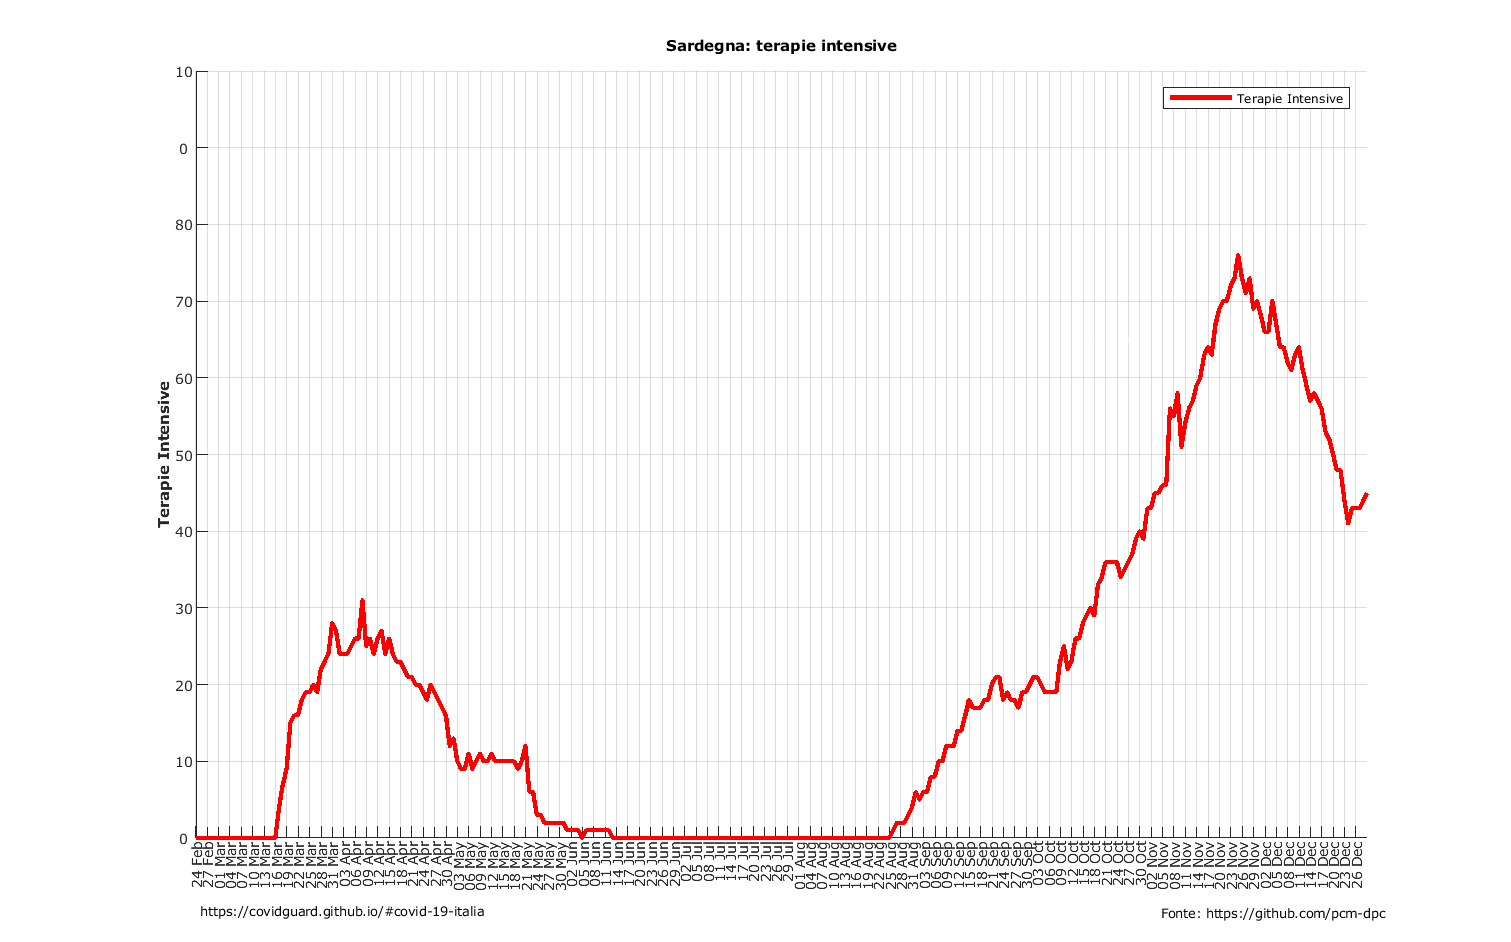 Sardegna: terapie intensive
Terapie Intensive
10
0
80
70
60
50
40
30
20
10
0
Terapie Intensive
24 Feb
27 Feb
01 Mar
04 Mar
07 Mar
10 Mar
13 Mar
16 Mar
19 Mar
22 Mar
25 Mar
28 Mar
31 Mar
03 Apr
06 Apr
09 Apr
12 Apr
15 Apr
18 Apr
21 Apr
24 Apr
27 Apr
30 Apr
03 May
06 May
09 May
12 May
15 May
18 May
21 May
24 May
27 May
30 May
02 Jun
05 Jun
08 Jun
11 Jun
14 Jun
17 Jun
20 Jun
23 Jun
26 Jun
29 Jun
02 Jul
05 Jul
08 Jul
11 Jul
14 Jul
17 Jul
20 Jul
23 Jul
26 Jul
29 Jul
01 Aug
04 Aug
07 Aug
10 Aug
13 Aug
16 Aug
19 Aug
22 Aug
25 Aug
28 Aug
31 Aug
03 Sep
06 Sep
09 Sep
12 Sep
15 Sep
18 Sep
21 Sep
24 Sep
27 Sep
30 Sep
03 Oct
06 Oct
09 Oct
12 Oct
15 Oct
18 Oct
21 Oct
24 Oct
27 Oct
30 Oct
02 Nov
05 Nov
08 Nov
11 Nov
14 Nov
17 Nov
20 Nov
23 Nov
26 Nov
29 Nov
02 Dec
05 Dec
08 Dec
11 Dec
14 Dec
17 Dec
20 Dec
23 Dec
26 Dec
https://covidguard.github.io/#covid-19-italia
Fonte: https://github.com/pcm-dpc